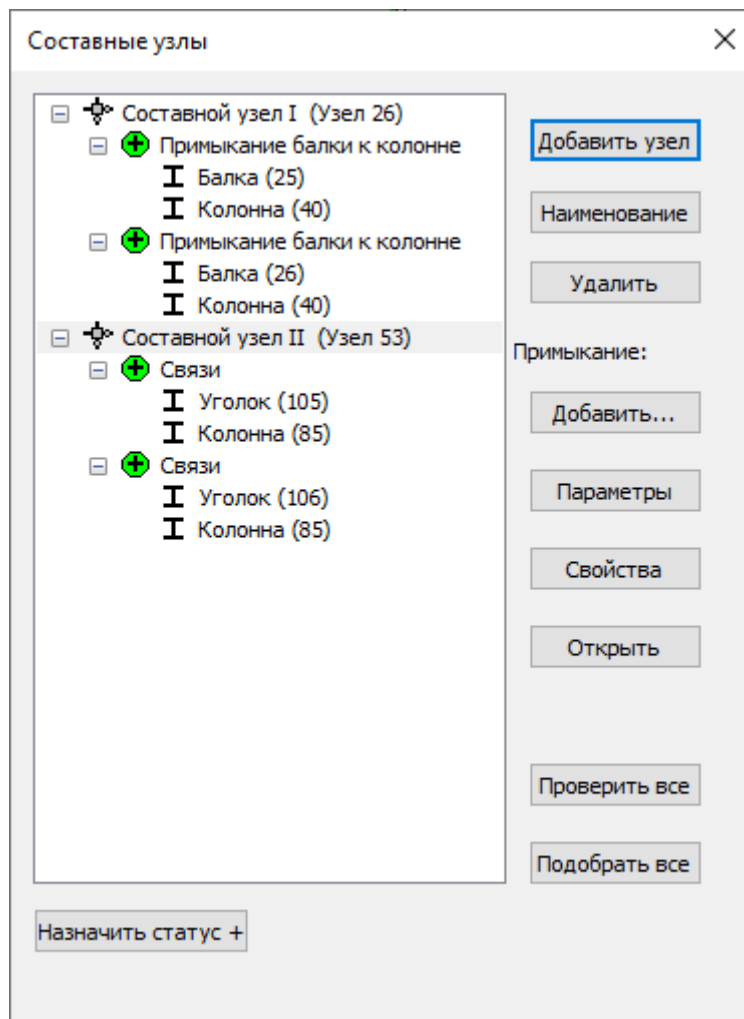 Составные узлы
Составной узел I (Узел 26)
Примыкание балки к колонне
Балка (25)
Колонна (40)
Примыкание балки к колонне
Балка (26)
Колонна (40)
Составной узел II (Узел 53)
Связи
Уголок (105)
Колонна (85)
Связи
Уголок (106)
Колонна (85)
Добавить узел
Наименование
Удалить
Примыкание:
Добавить...
Параметры
Свойства
Открыть
Проверить все
Подобрать все
Назначить статус +